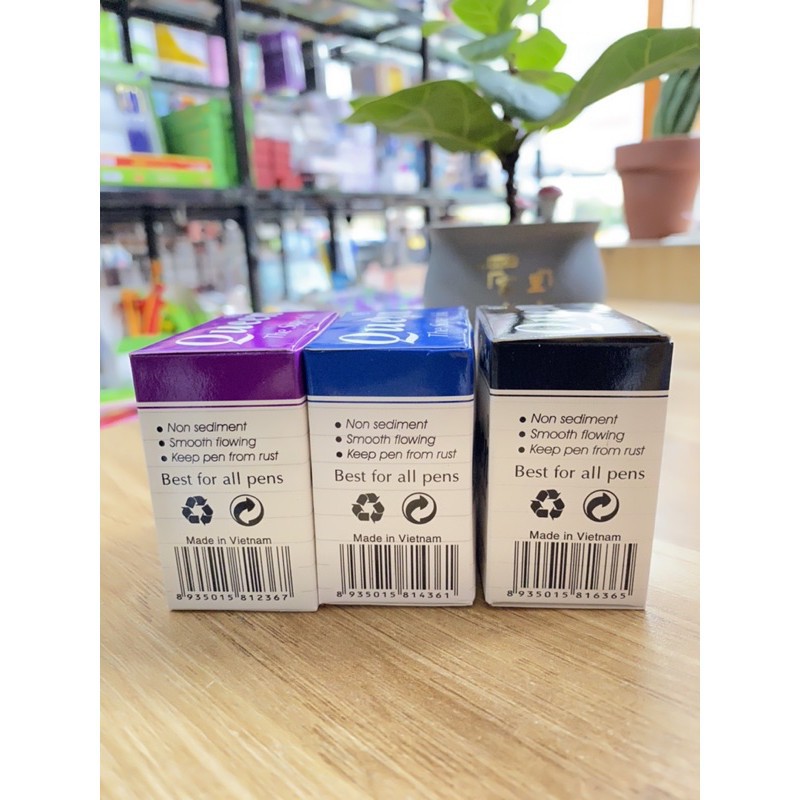 Queen
Queen
• Non sediment
• Smooth flowing
• Keep pen from rust
Best for all pens
Made in Vietnam
8 935015 812367
• Non sediment
• Smooth flowing
• Keep pen from rust
Best for all pens
Made in Vietnam
8 935015 814361
• Non sediment
• Smooth flowing
• Keep pen from rust
Best for all pens
Made in Vietnam
8 935015 816365